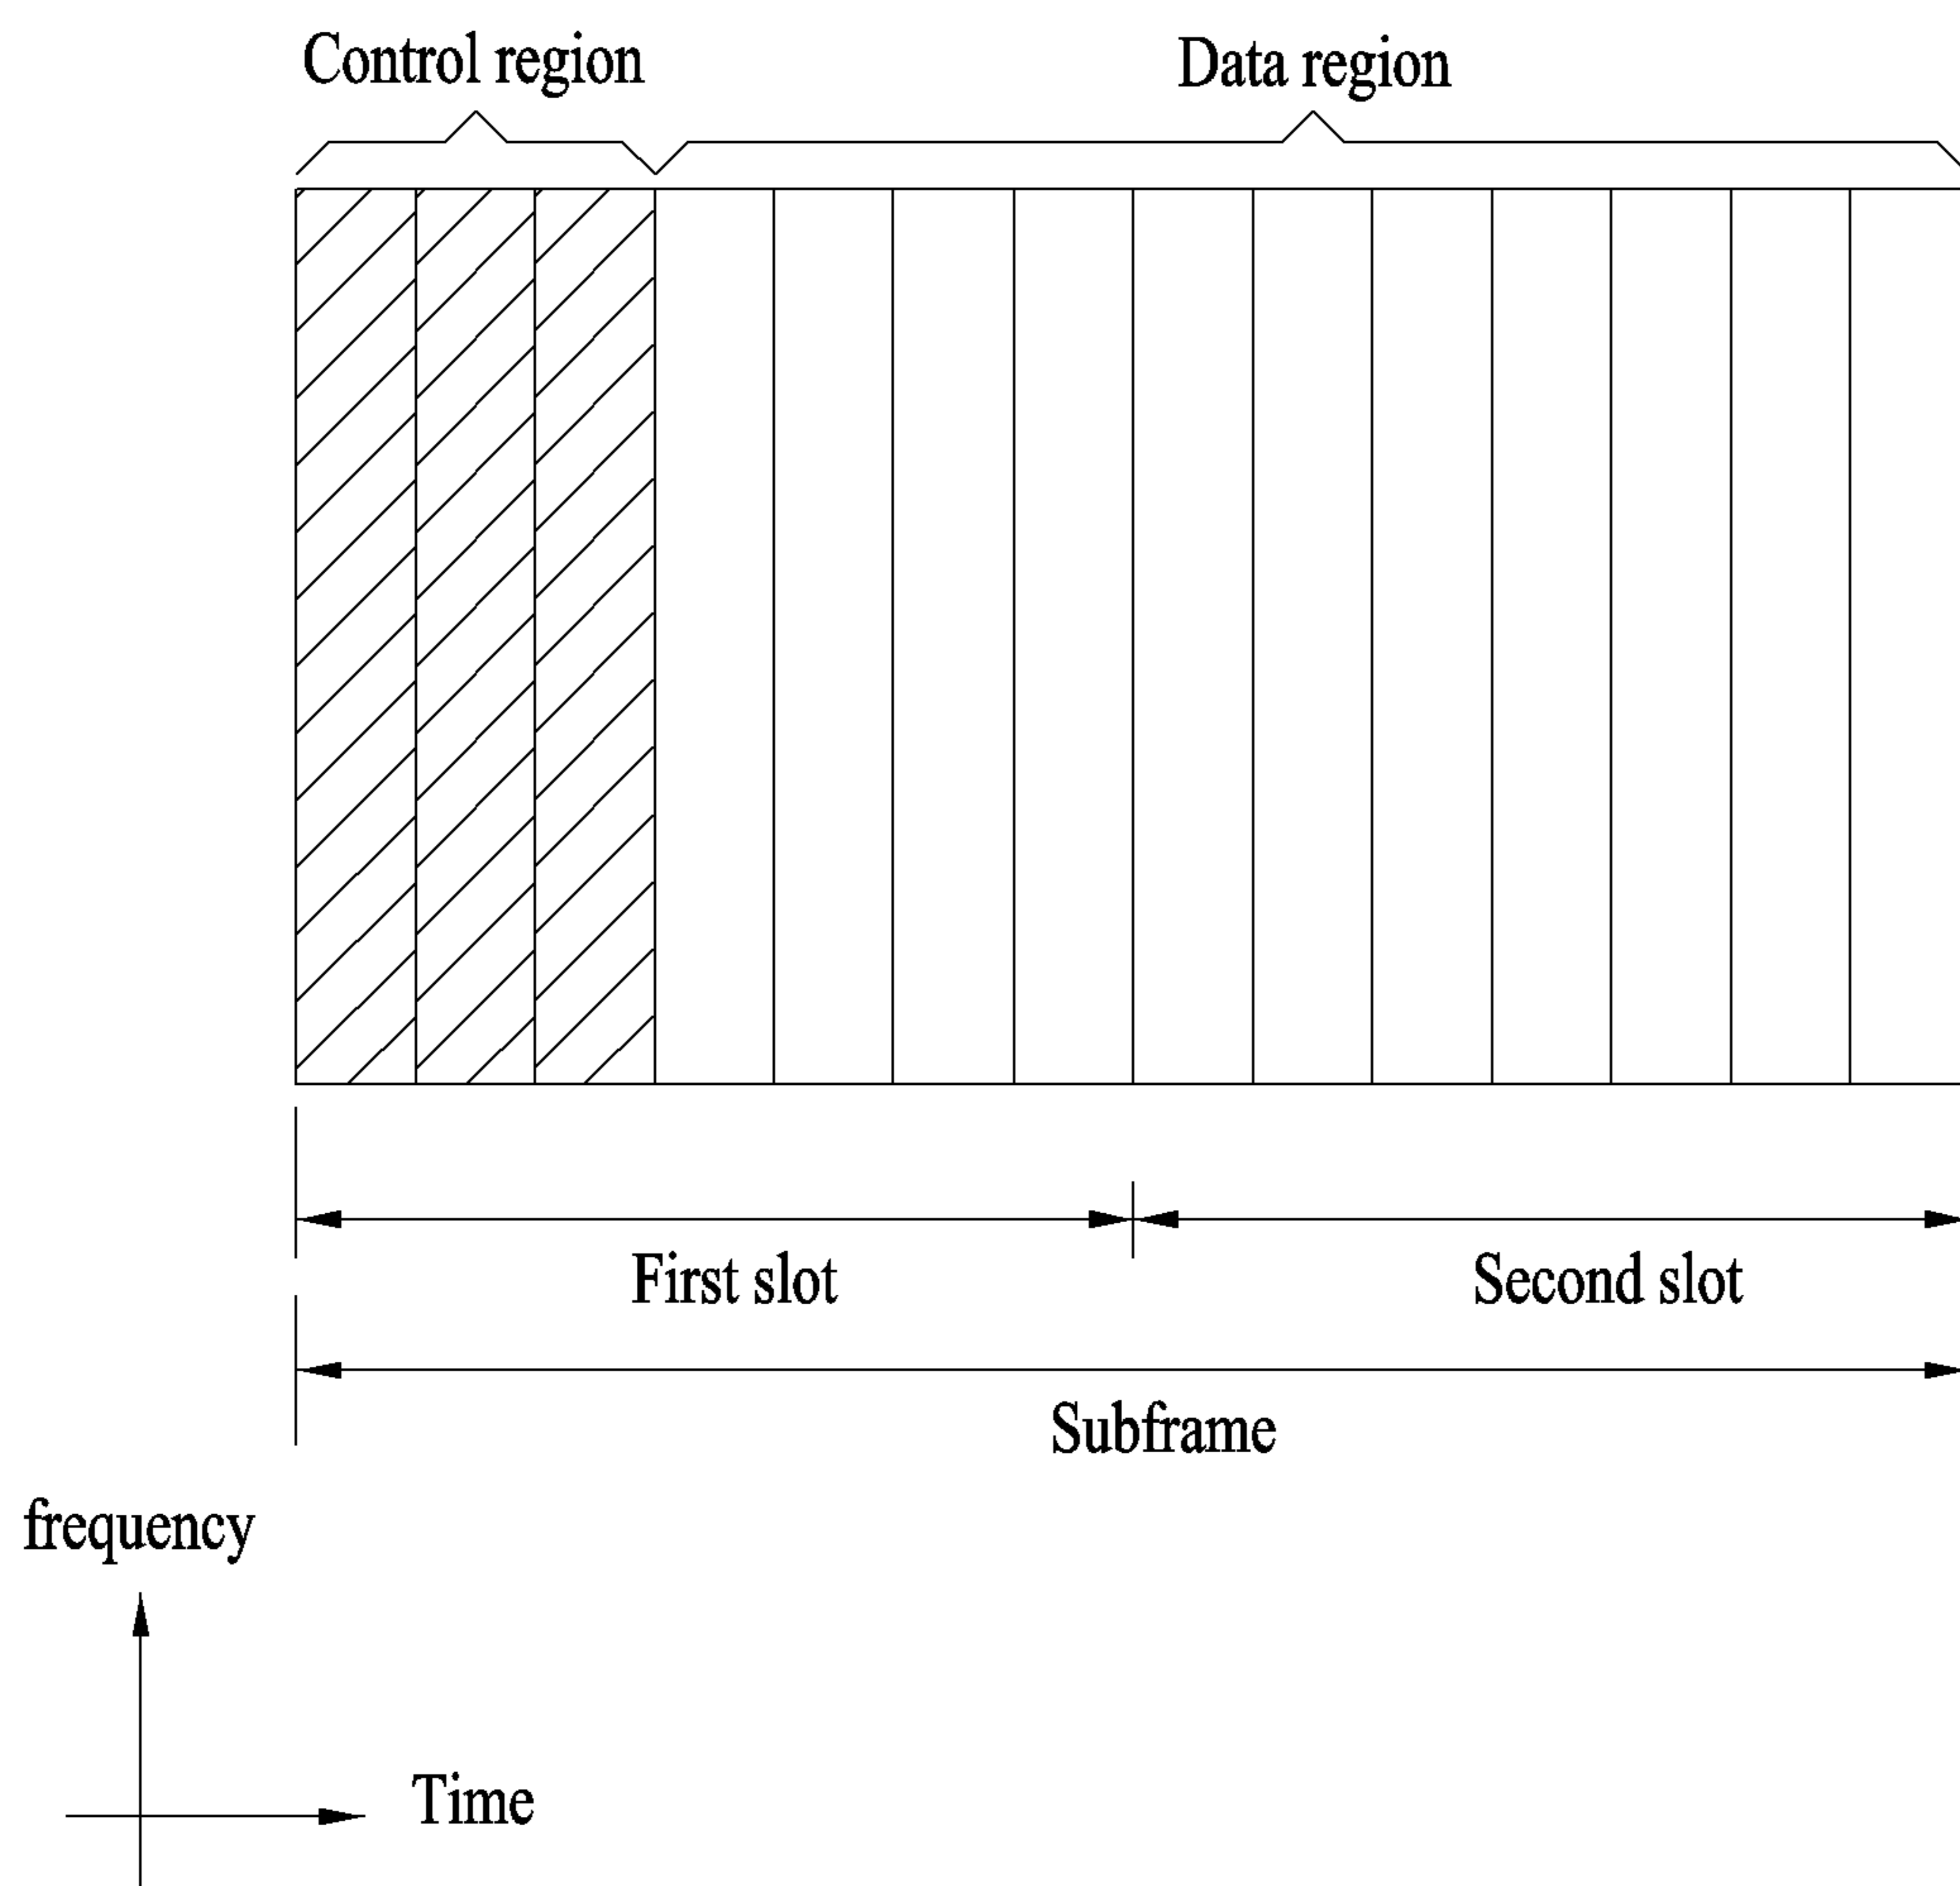 Control region
Data region
First slot
Second slot
Subframe
frequency
Time